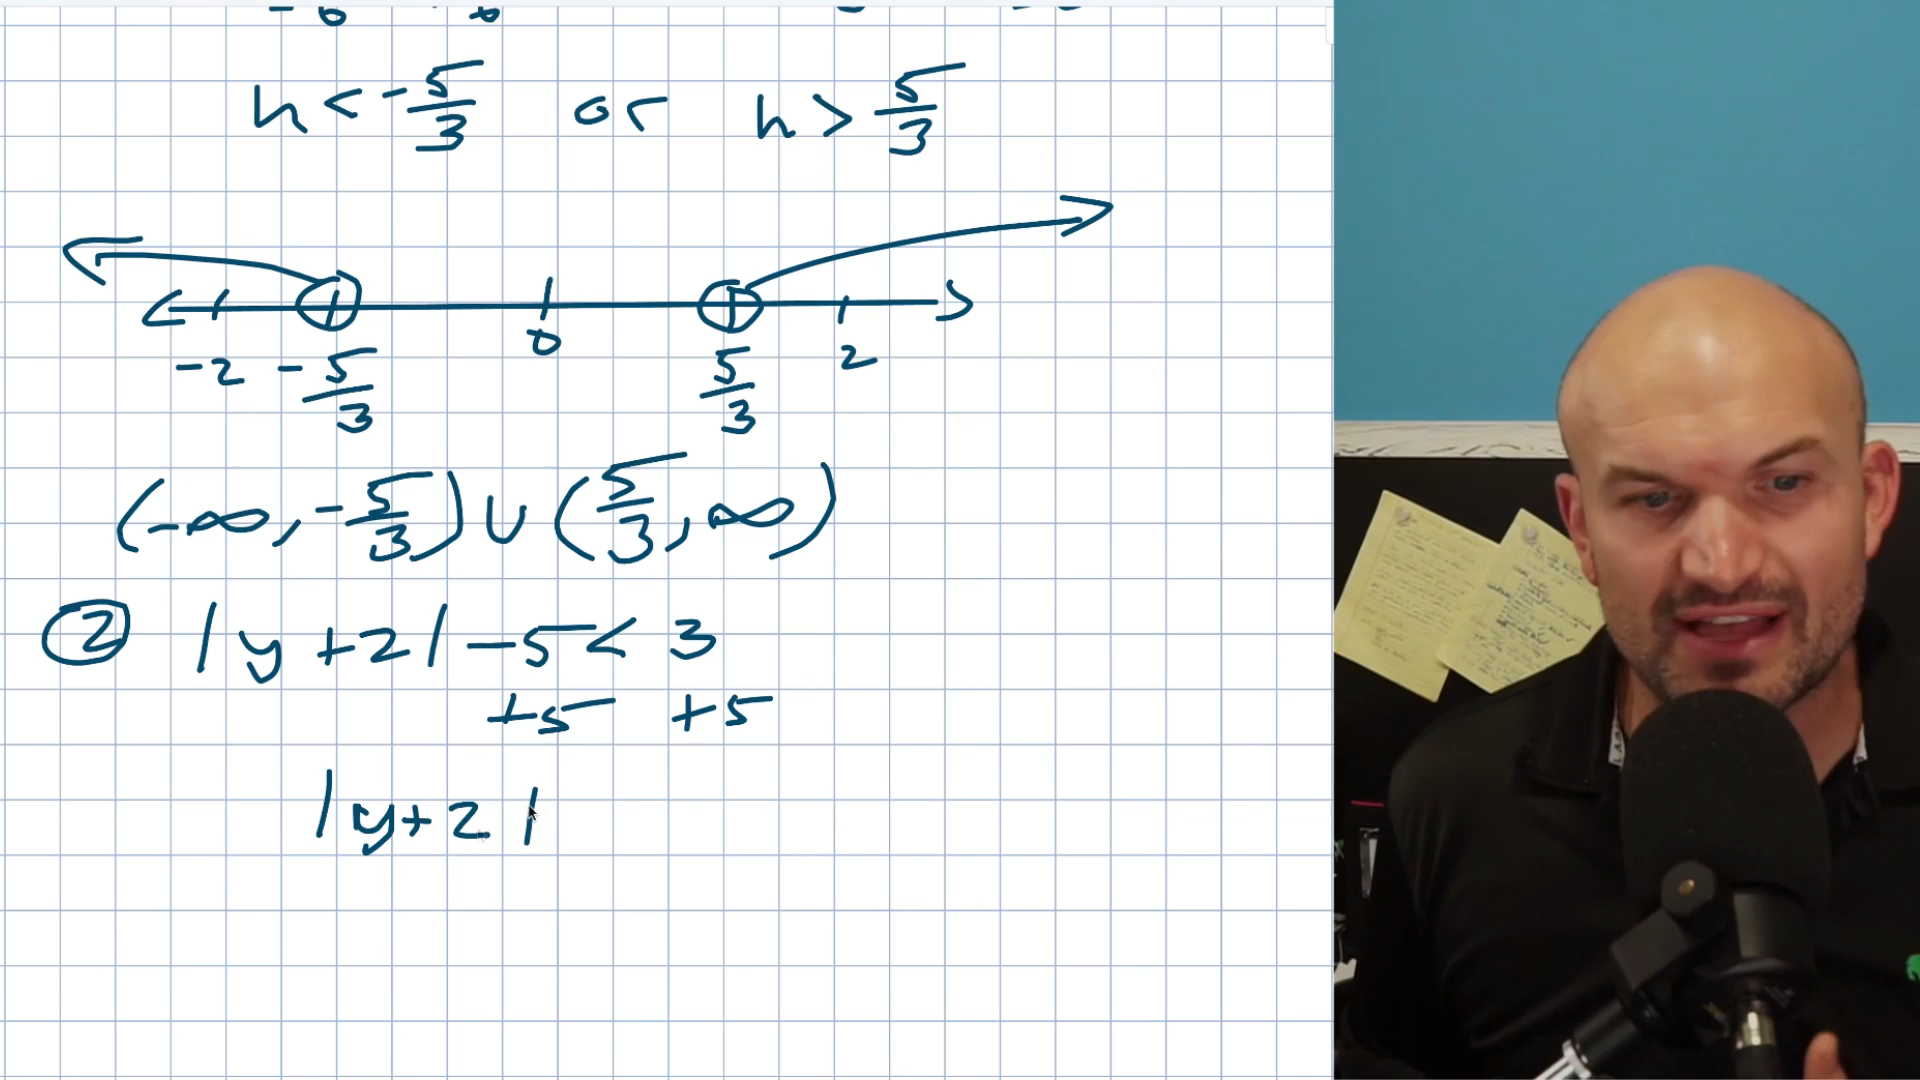 h < -5/3 or h > 5/3
-2 -5/3 0 5/3 2
(-∞, -5/3) ∪ (5/3, ∞)
② |y+2| -5 < 3
+5 +5
|y+2|